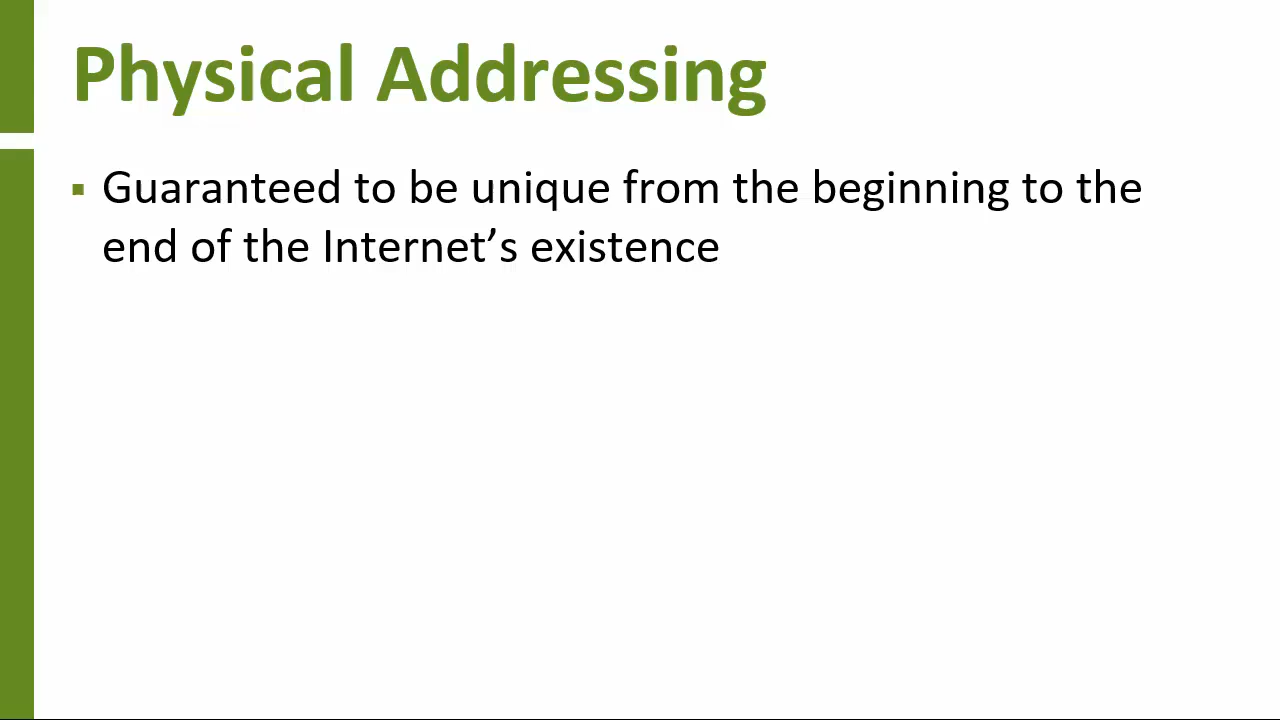 Physical Addressing
▪ Guaranteed to be unique from the beginning to the
end of the Internet’s existence